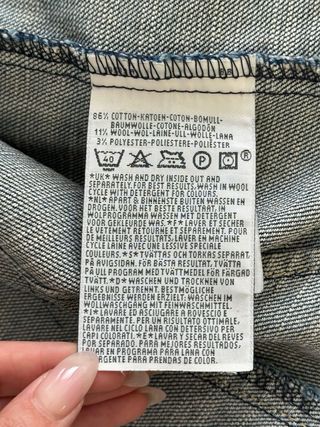 86% COTTON-KATOEN-COTON-BOMULL-
BAUMWOLLE-COTONE-ALGODÓN
11% WOOL-WOL-LAINE-ULL-WOLLE-LANA
3% POLYESTER-POLIESTERE-POLIÉSTER
40 P ®
*UK*WASH AND DRY INSIDE OUT AND
SEPARATELY.FOR BEST RESULTS, WASH IN WOOL
CYCLE WITH DETERGENT FOR COLOURS.
*NL*APART & BINNENSTE BUITEN WASSEN EN
DROGEN. VOOR HET BESTE RESULTAAT, IN
WOLPROGRAMMA WASSEN MET DETERGENT
VOOR GEKLEURDE WAS.*F*LAVER ET SÉCHER
LE VÊTEMENT RETOURNÉ ET SÉPAREMENT. POUR
DE MEILLEURS RÉSULTATS, LAVER EN MACHINE
CYCLE LAINE AVEC UNE LESSIVE SPECIALE
COULEURS.*S*TVÄTTAS OCH TORKAS SEPARAT
PÅ AVIGSIDAN. FÖR BÄSTA RESULTAT, TVÄTTA
PÅ ULL PROGRAM MED TVÄTTMEDEL FÖR FÄRGAD
TVÄTT.*D*WASCHEN UND TROCKNEN VON
LINKS UND GETRENNT. BESTMÖGLICHE
ERGEBNISSE WERDEN ERZIELT: WASCHEN IM
WOLLWASCHGANG MIT FARBWASCHMITTEL.
*I*LAVARE ED ASCIUGARE A ROVESCIO E
SEPARAMENTE. PER UN RISULTATO OTTIMALE,
LAVARE NEL CICLO LANA CON DETERSIVO PER
CAPI COLORATI.*E*LAVAR Y SECAR DEL REVÉS
POR SEPARADO. PARA MEJORES RESULTADOS,
LAVAR EN PROGRAMA PARA LANA CON
DETERGENTE PARA PRENDAS DE COLOR.